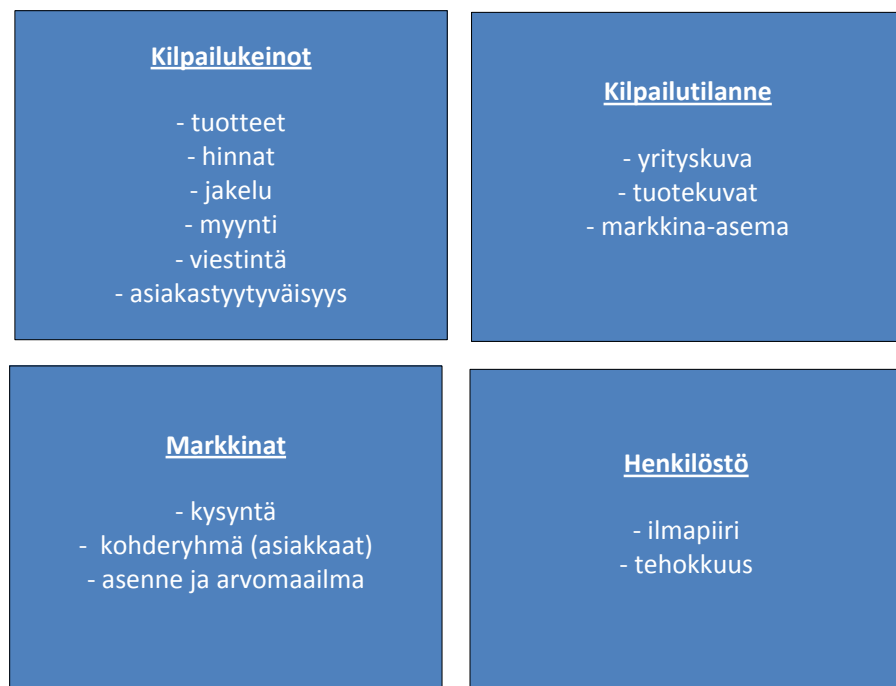 Kilpailukeinot
- tuotteet
- hinnat
- jakelu
- myynti
- viestintä
- asiakastyytyväisyys
Kilpailutilanne
- yrityskuva
- tuotekuvat
- markkina-asema
Markkinat
- kysyntä
- kohderyhmä (asiakkaat)
- asenne ja arvomaailma
Henkilöstö
- ilmapiiri
- tehokkuus